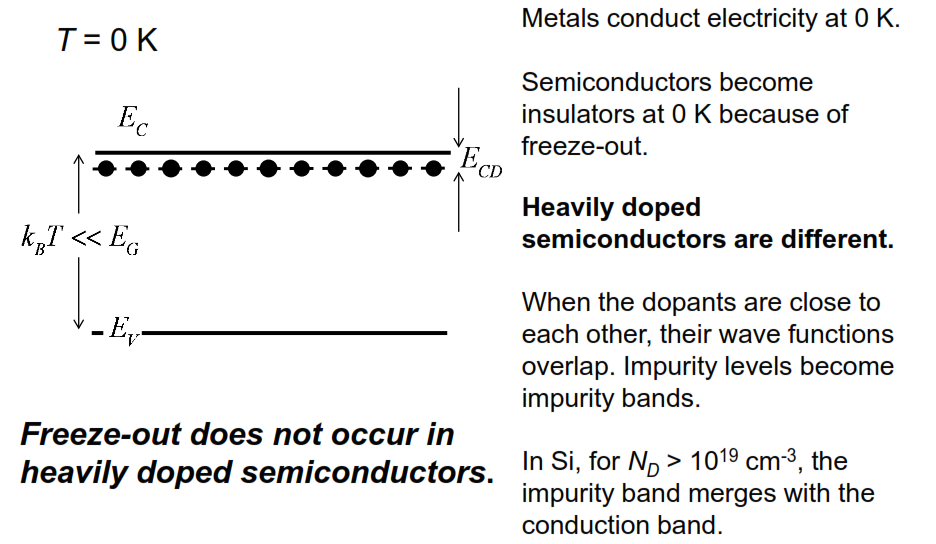 T = 0 K
E_C
E_CD
k_BT << E_G
E_V
Freeze-out does not occur in
heavily doped semiconductors.
Metals conduct electricity at 0 K.
Semiconductors become
insulators at 0 K because of
freeze-out.
Heavily doped
semiconductors are different.
When the dopants are close to
each other, their wave functions
overlap. Impurity levels become
impurity bands.
In Si, for N_D > 10^19 cm^-3, the
impurity band merges with the
conduction band.